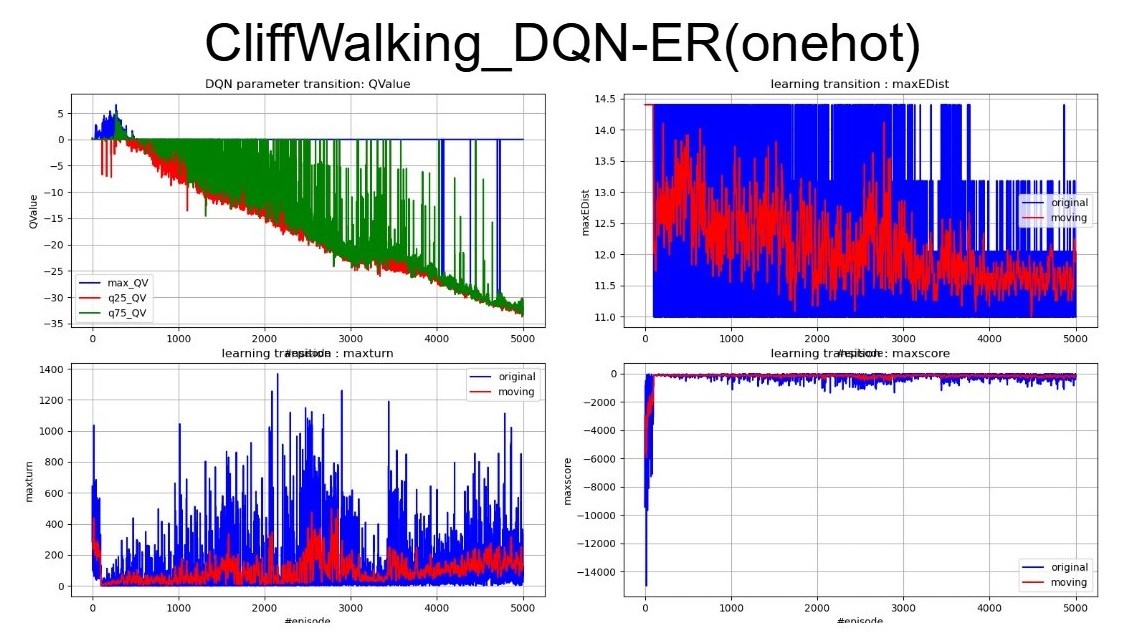 CliffWalking_DQN-ER(onehot)
DQN parameter transition: QValue
5
0
−5
−10
−15
−20
−25
−30
−35
QValue
max_QV
q25_QV
q75_QV
0 1000 2000 3000 4000 5000
#episode
learning transition : maxEDist
14.5
14.0
13.5
13.0
12.5
12.0
11.5
11.0
maxEDist
original
moving
0 1000 2000 3000 4000 5000
#episode
learning transition : maxturn
1400
1200
1000
800
600
400
200
0
maxturn
original
moving
0 1000 2000 3000 4000 5000
#episode
learning transition : maxscore
0
−2000
−4000
−6000
−8000
−10000
−12000
−14000
maxscore
original
moving
0 1000 2000 3000 4000 5000
#episode